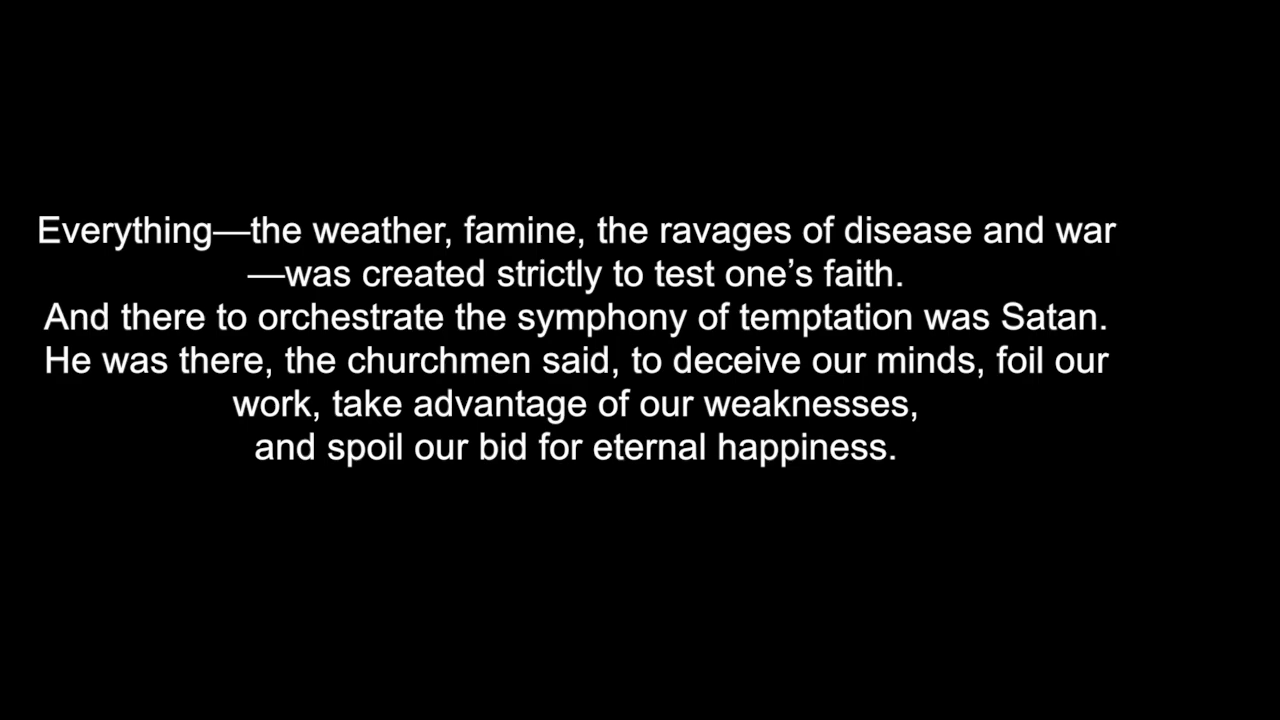 Everything—the weather, famine, the ravages of disease and war
—was created strictly to test one’s faith.
And there to orchestrate the symphony of temptation was Satan.
He was there, the churchmen said, to deceive our minds, foil our
work, take advantage of our weaknesses,
and spoil our bid for eternal happiness.